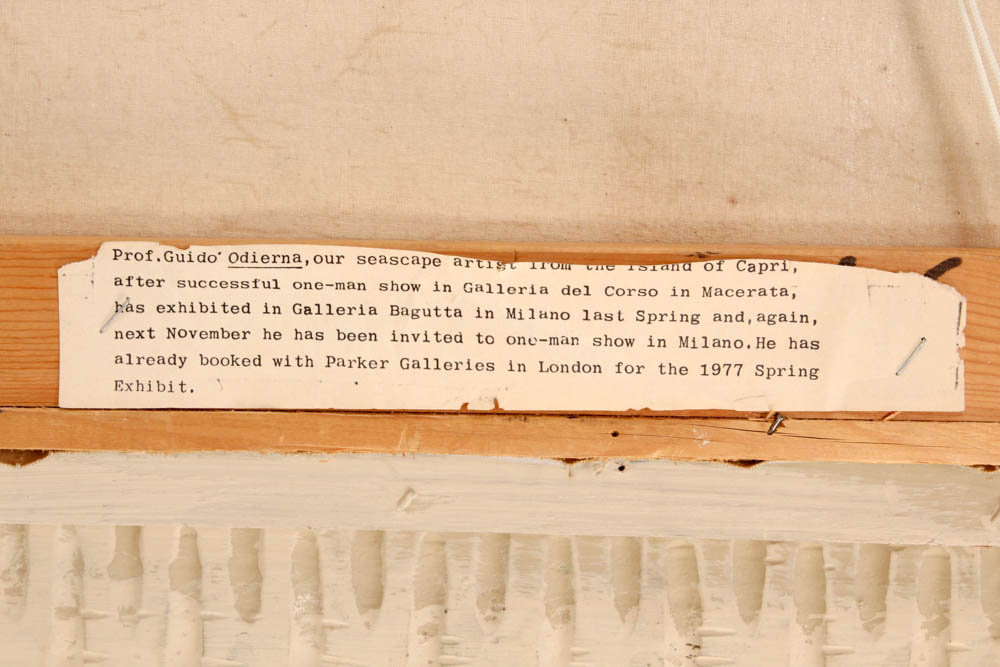 Prof.Guido Odierna,our seascape artist from the island of Capri,
after successful one-man show in Galleria del Corso in Macerata,
has exhibited in Galleria Bagutta in Milano last Spring and,again,
next November he has been invited to one-man show in Milano.He has
already booked with Parker Galleries in London for the 1977 Spring
Exhibit.